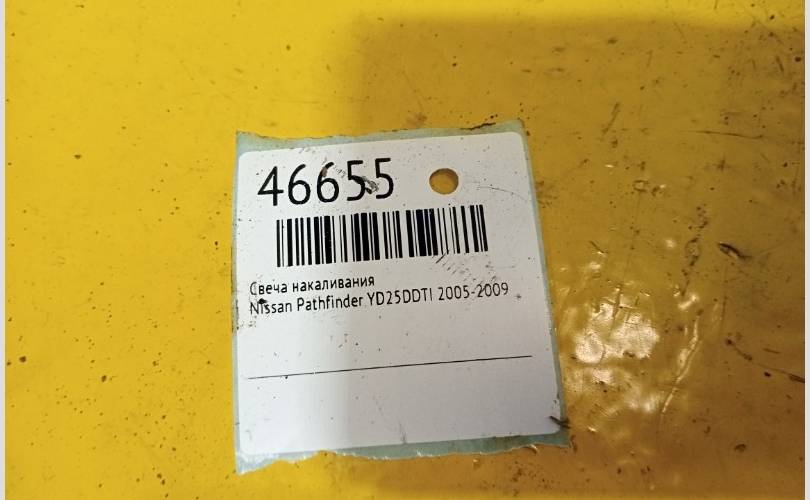 46655
Свеча накаливания
Nissan Pathfinder YD25DDTI 2005-2009